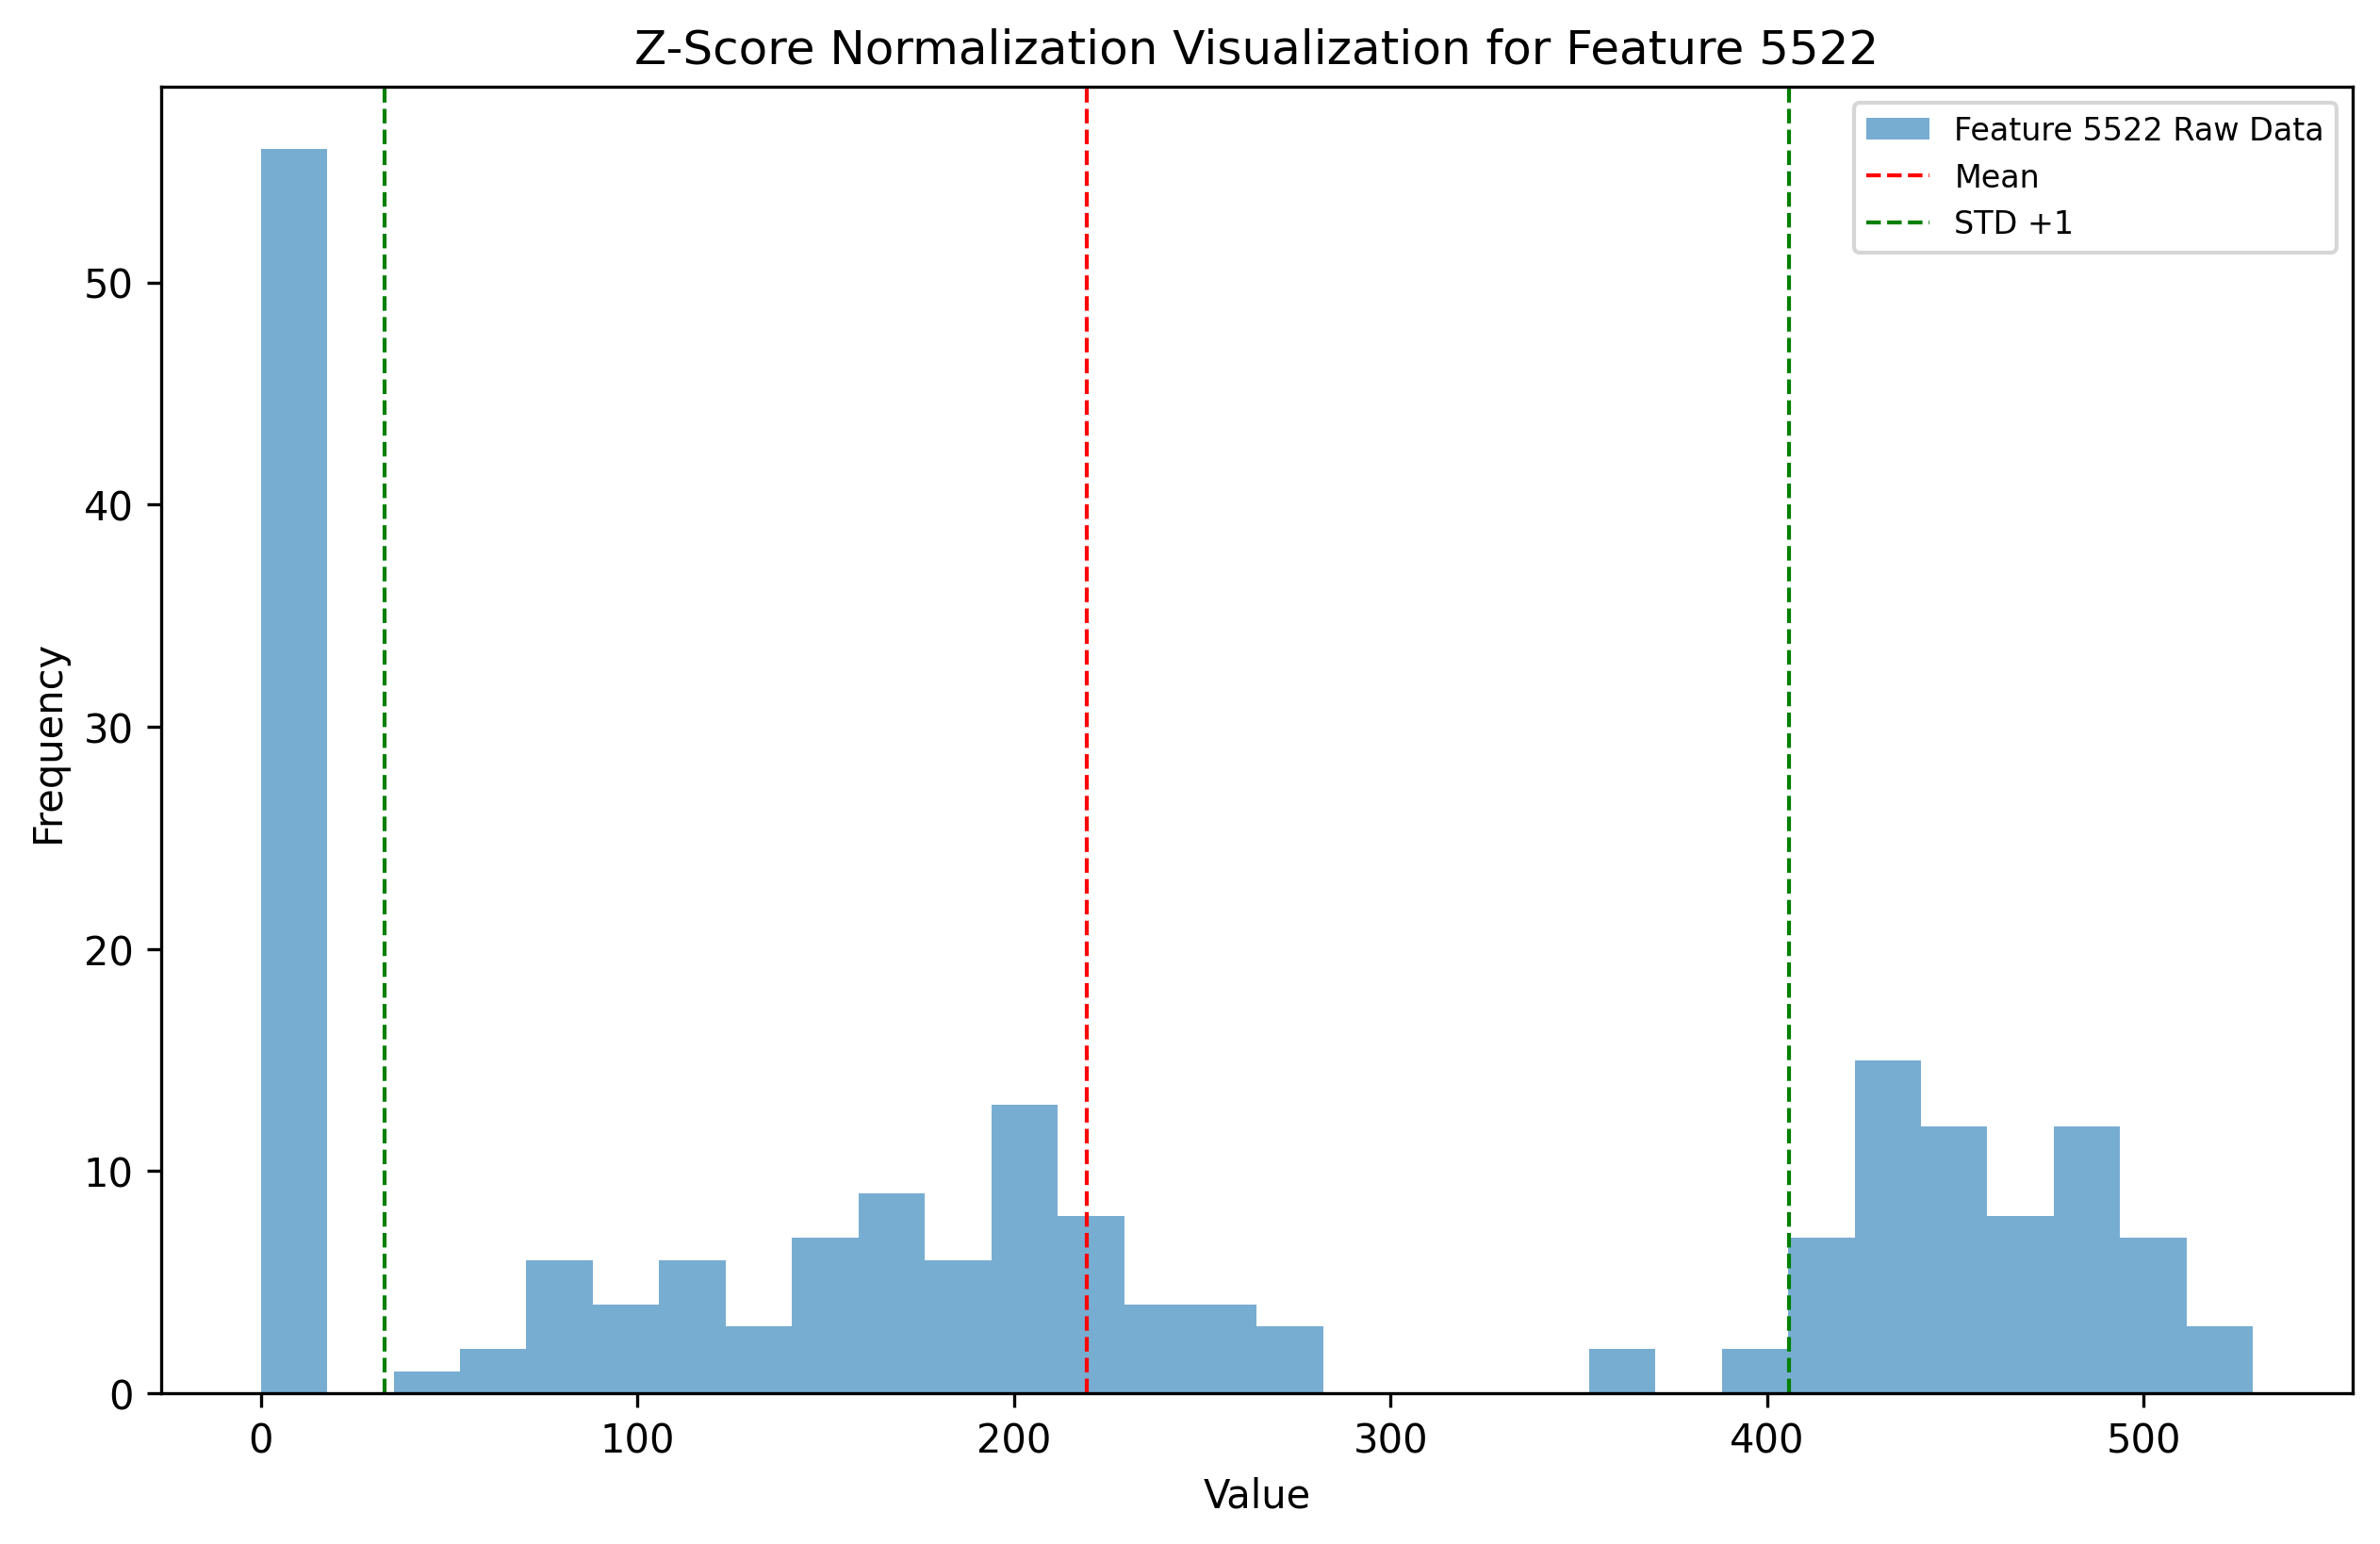 Z-Score Normalization Visualization for Feature 5522
Feature 5522 Raw Data
Mean
STD +1
50
40
30
20
10
0
Frequency
0 100 200 300 400 500
Value